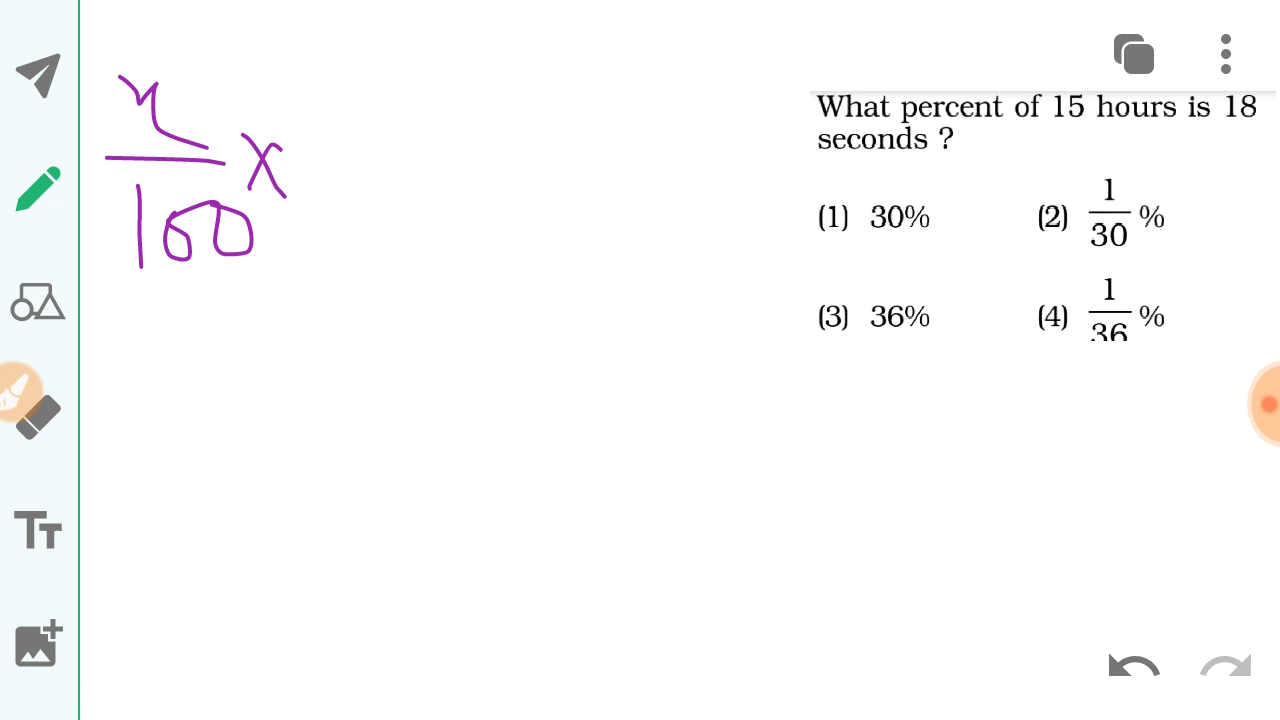 x
— ×
100
What percent of 15 hours is 18
seconds ?
(1) 30% (2) 1/30 %
(3) 36% (4) 1/36 %
TT